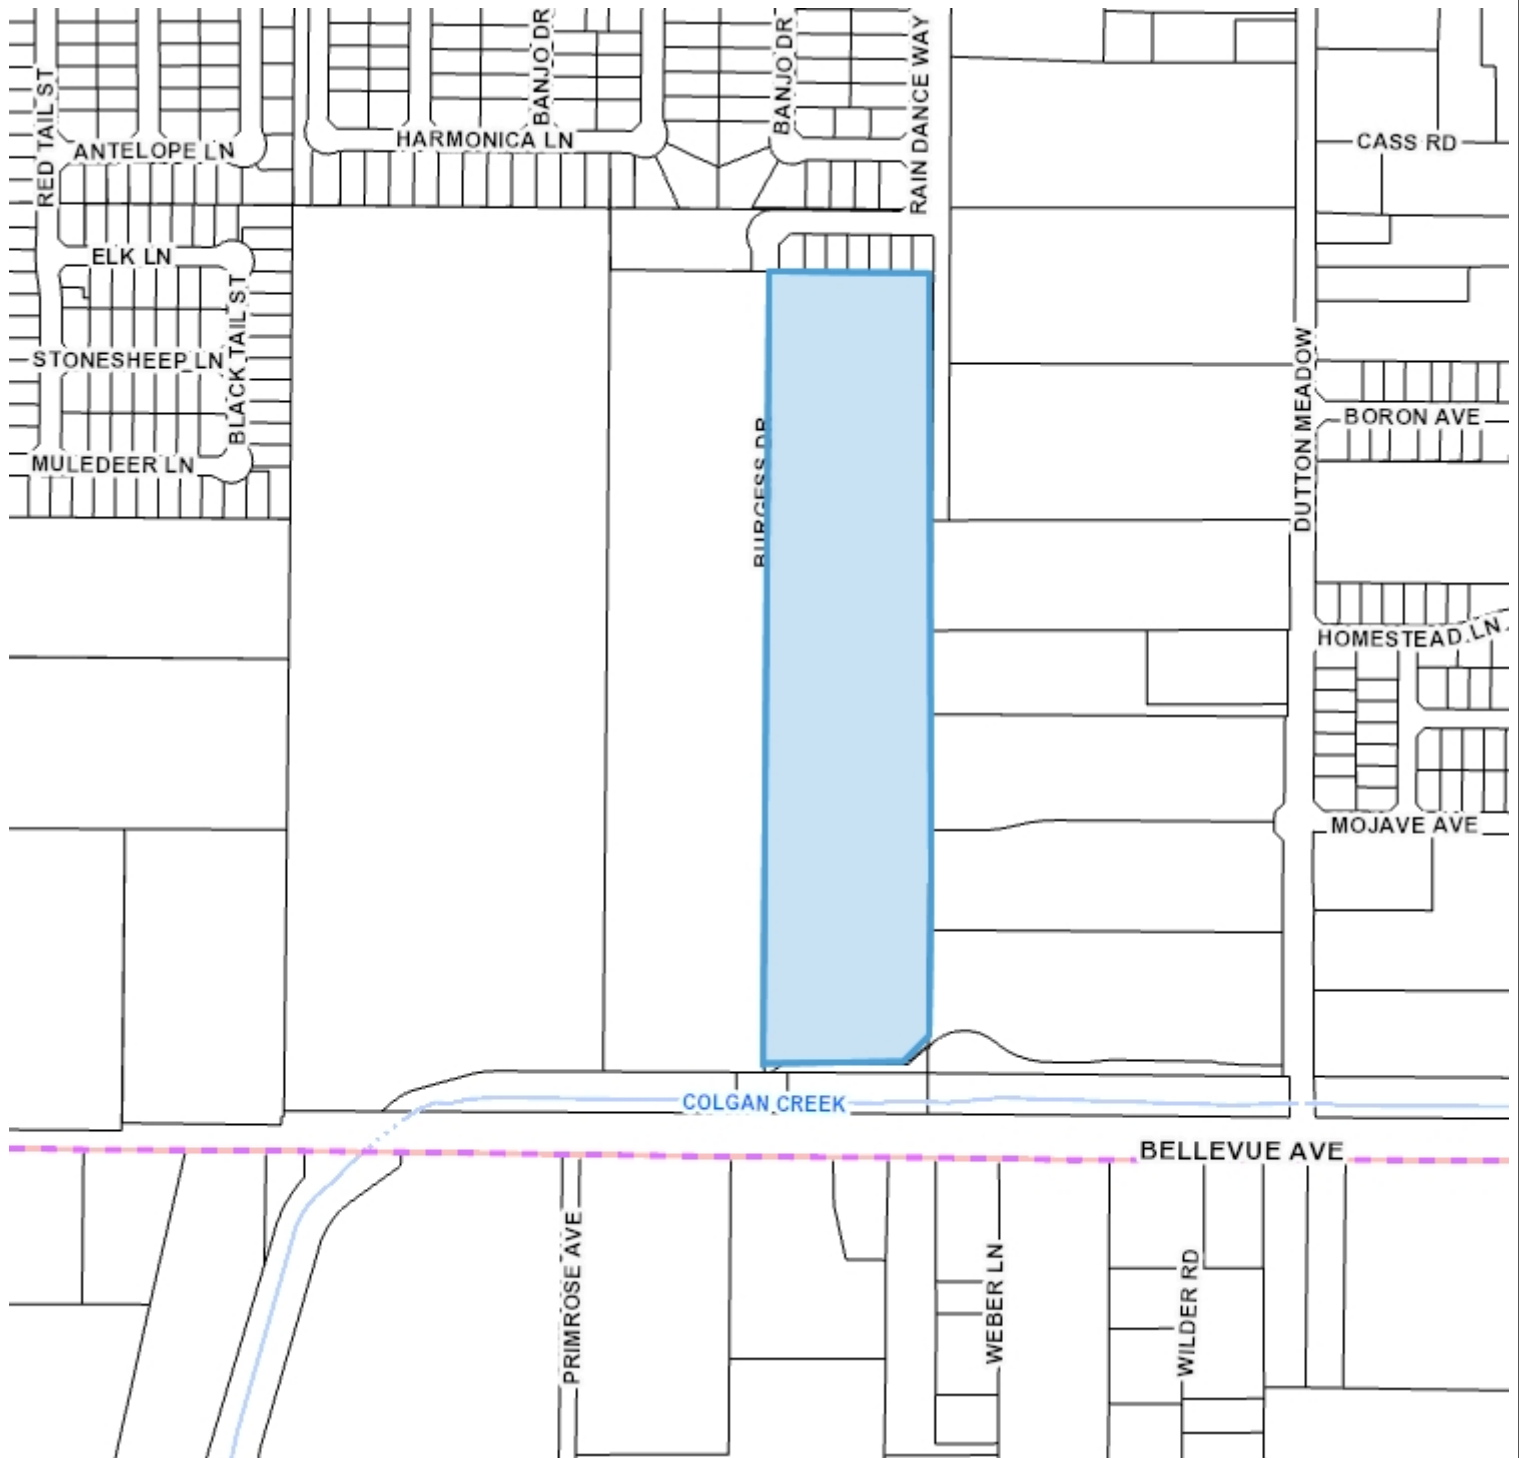 BANJO DR
BANJO DR
RAIN DANCE WAY
RED TAIL ST
HARMONICA LN
CASS RD
ANTELOPE LN
ELK LN
BLACK TAIL ST
STONESHEEP LN
DUTTON MEADOW
BORON AVE
BURGESS DR
MULEDEER LN
HOMESTEAD LN
MOJAVE AVE
COLGAN CREEK
BELLEVUE AVE
PRIMROSE AVE
WEBER LN
WILDER RD